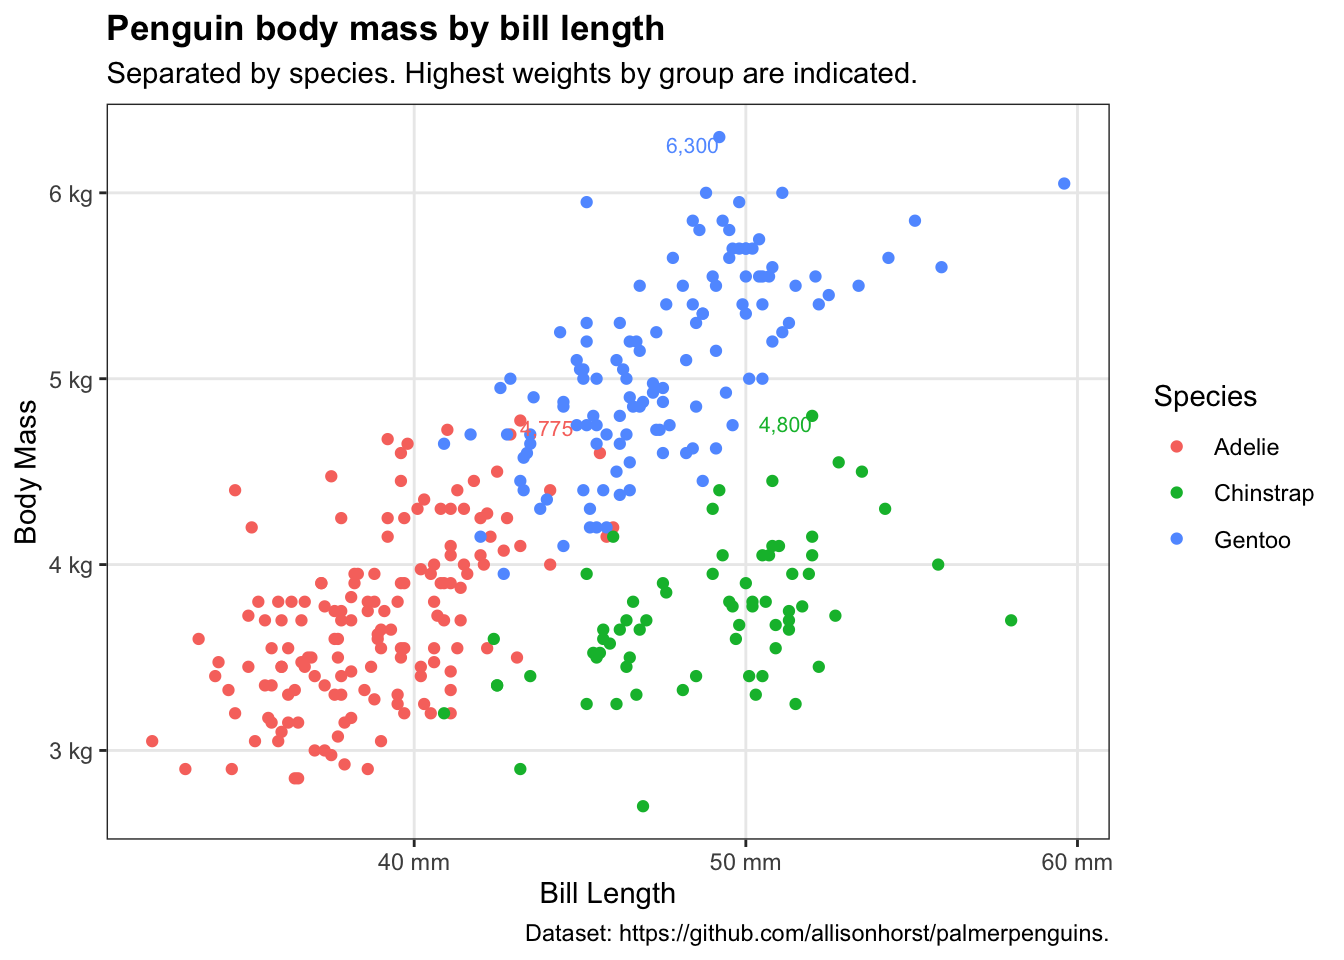 Penguin body mass by bill length
Separated by species. Highest weights by group are indicated.
6,300
6 kg
5 kg
4,775
4,800
4 kg
3 kg
Body Mass
40 mm
50 mm
60 mm
Bill Length
Species
Adelie
Chinstrap
Gentoo
Dataset: https://github.com/allisonhorst/palmerpenguins.